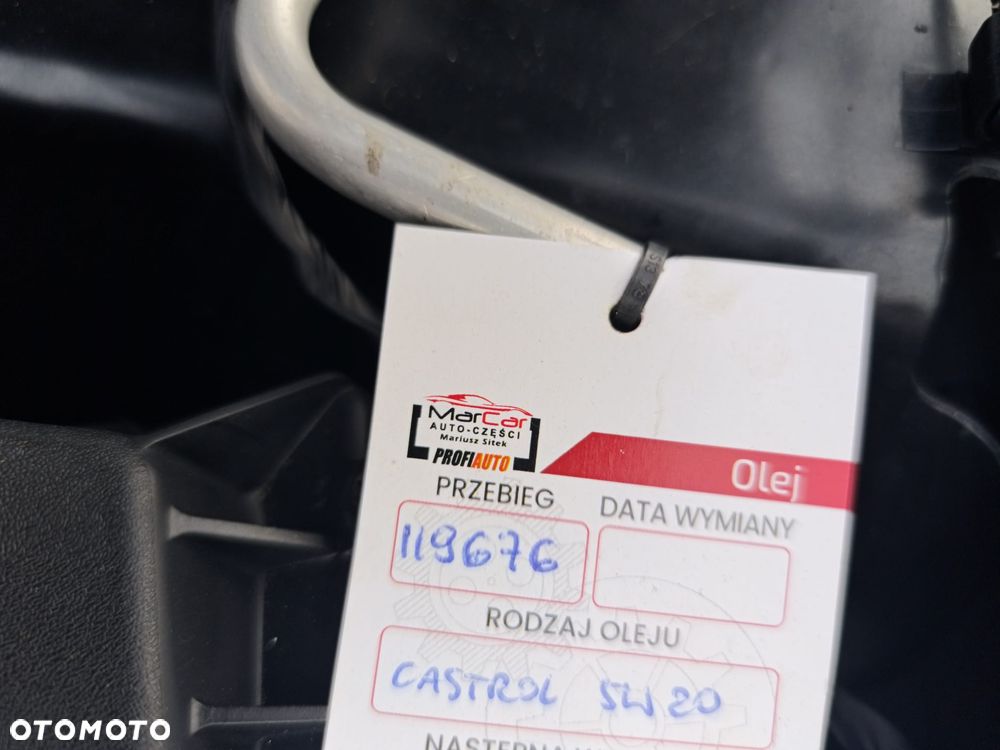 MarCar
AUTO-CZĘŚCI
Mariusz Sitek
PROFIAUTO
Olej
PRZEBIEG
DATA WYMIANY
119676
RODZAJ OLEJU
CASTROL 5W20
OTOMOTO